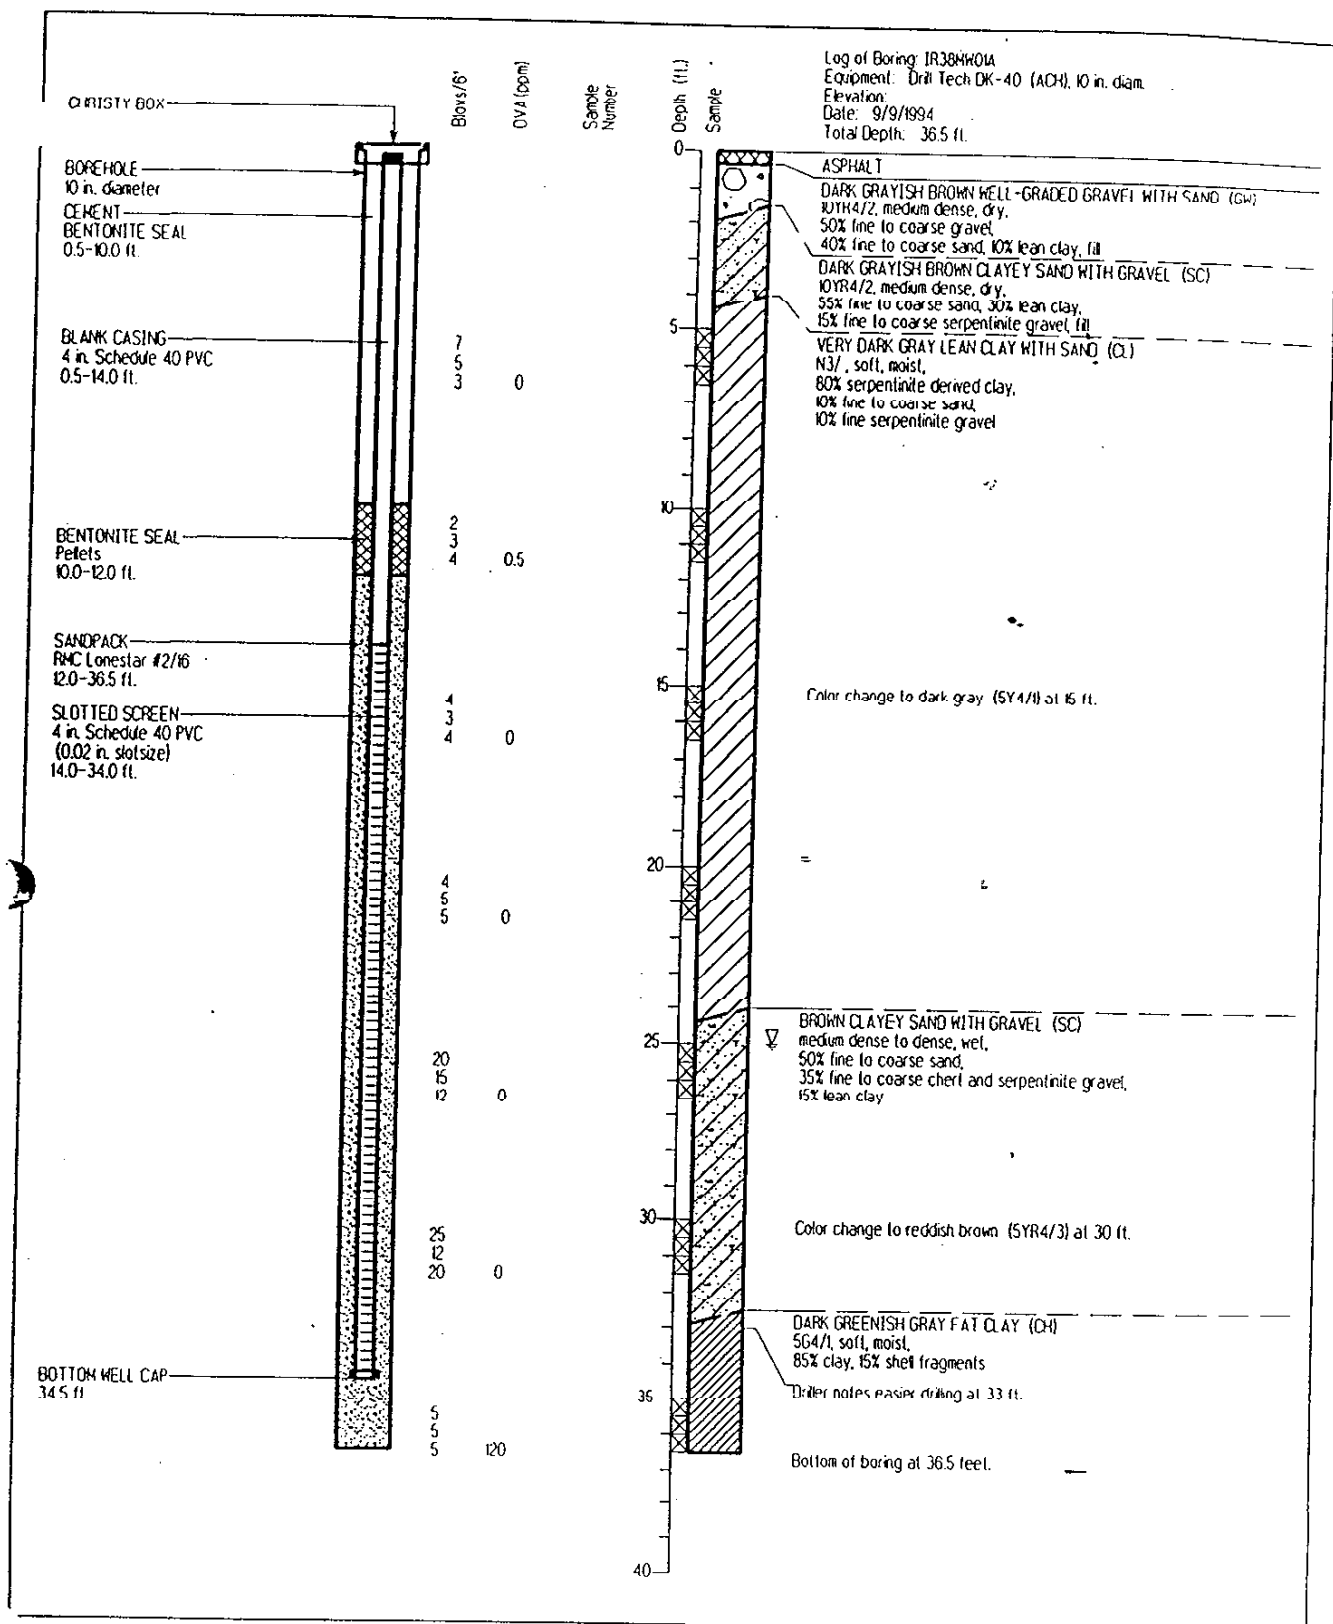 Log of Boring: IR38MW01A
Equipment: Drill Tech DK-40 (ACH), 10 in. diam.
Elevation:
Date: 9/9/1994
Total Depth: 36.5 ft.
Blows/6"
OVA (ppm)
Sample
Number
Depth (ft.)
Sample
CHRISTY BOX
BOREHOLE
10 in. diameter
CEMENT
BENTONITE SEAL
0.5-10.0 ft.
BLANK CASING
4 in. Schedule 40 PVC
0.5-14.0 ft.
BENTONITE SEAL
Pellets
10.0-12.0 ft.
SANDPACK
RMC Lonestar #2/16
12.0-36.5 ft.
SLOTTED SCREEN
4 in. Schedule 40 PVC
(0.02 in. slotsize)
14.0-34.0 ft.
BOTTOM WELL CAP
34.5 ft
7
5
3 0
2
3
4 0.5
4
3
4 0
4
5
5 0
20
15
12 0
25
12
20 0
5
5
5 120
0
5
10
15
20
25
30
35
40
ASPHALT
DARK GRAYISH BROWN WELL-GRADED GRAVEL WITH SAND (GW)
10YR4/2, medium dense, dry,
50% fine to coarse gravel,
40% fine to coarse sand, 10% lean clay, fill
DARK GRAYISH BROWN CLAYEY SAND WITH GRAVEL (SC)
10YR4/2, medium dense, dry,
55% fine to coarse sand, 30% lean clay,
15% fine to coarse serpentinite gravel, fill
VERY DARK GRAY LEAN CLAY WITH SAND (CL)
N3/, soft, moist,
80% serpentinite derived clay,
10% fine to coarse sand,
10% fine serpentinite gravel
Color change to dark gray (5Y4/1) at 15 ft.
BROWN CLAYEY SAND WITH GRAVEL (SC)
medium dense to dense, wet,
50% fine to coarse sand,
35% fine to coarse chert and serpentinite gravel,
15% lean clay
Color change to reddish brown (5YR4/3) at 30 ft.
DARK GREENISH GRAY FAT CLAY (CH)
5G4/1, soft, moist,
85% clay, 15% shell fragments
Driller notes easier drilling at 33 ft.
Bottom of boring at 36.5 feet.